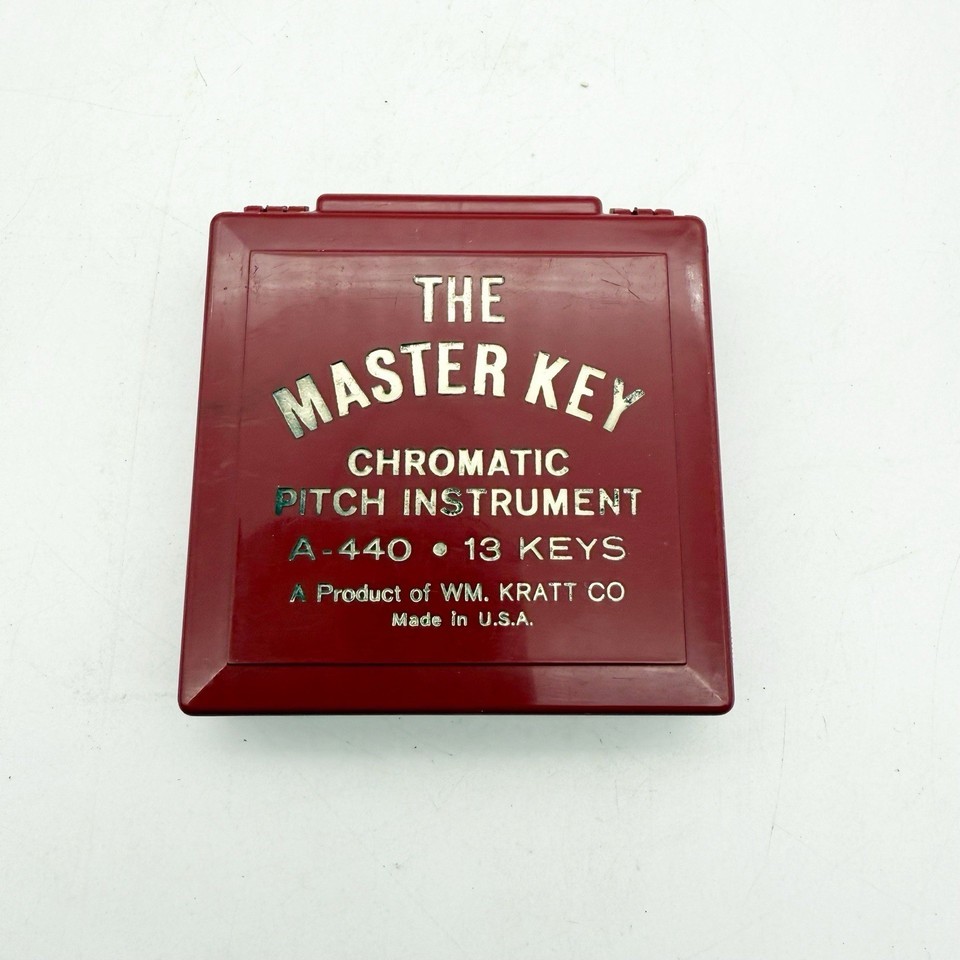 THE
MASTER KEY
CHROMATIC
PITCH INSTRUMENT
A-440 • 13 KEYS
A Product of WM. KRATT CO
Made in U.S.A.